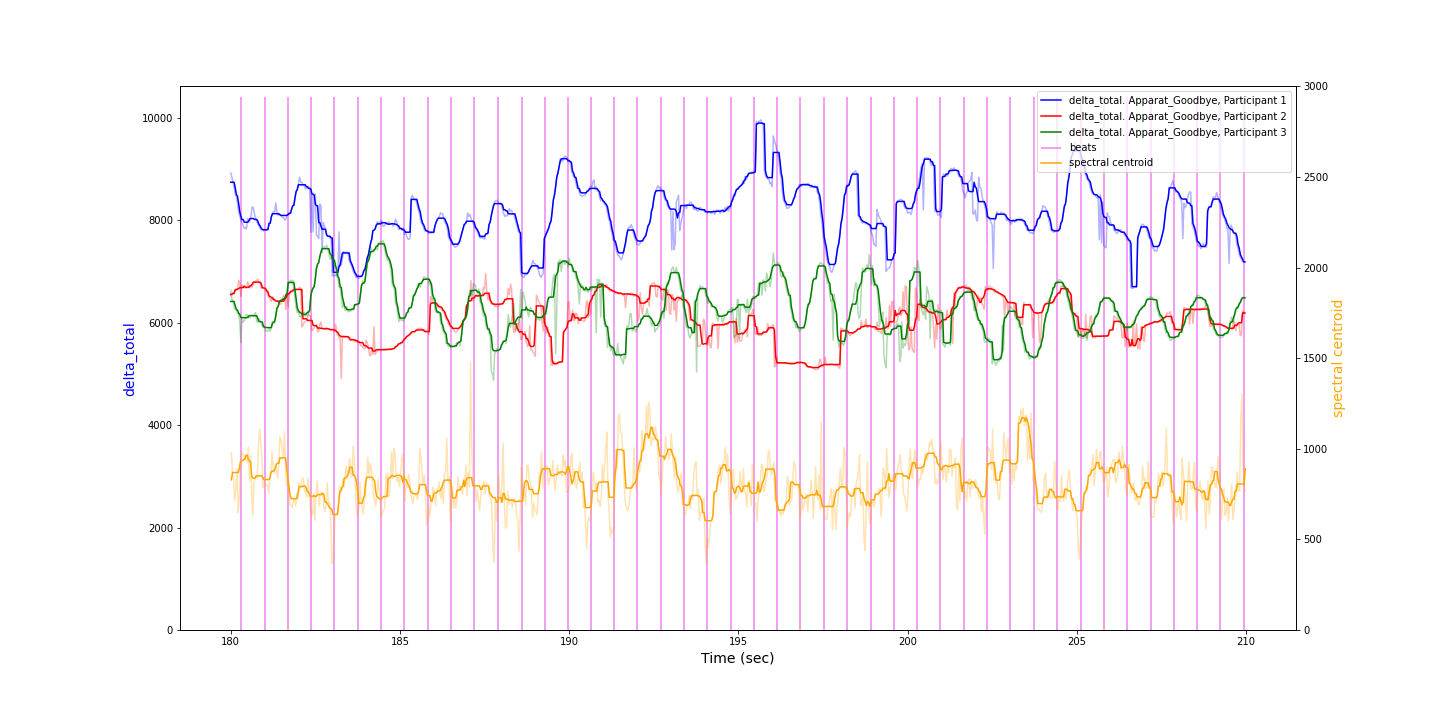 3000
10000
delta_total. Apparat_Goodbye, Participant 1
delta_total. Apparat_Goodbye, Participant 2
delta_total. Apparat_Goodbye, Participant 3
beats
spectral centroid
2500
8000
2000
6000
1500
delta_total
spectral centroid
4000
1000
2000
500
0
0
180 185 190 195 200 205 210
Time (sec)